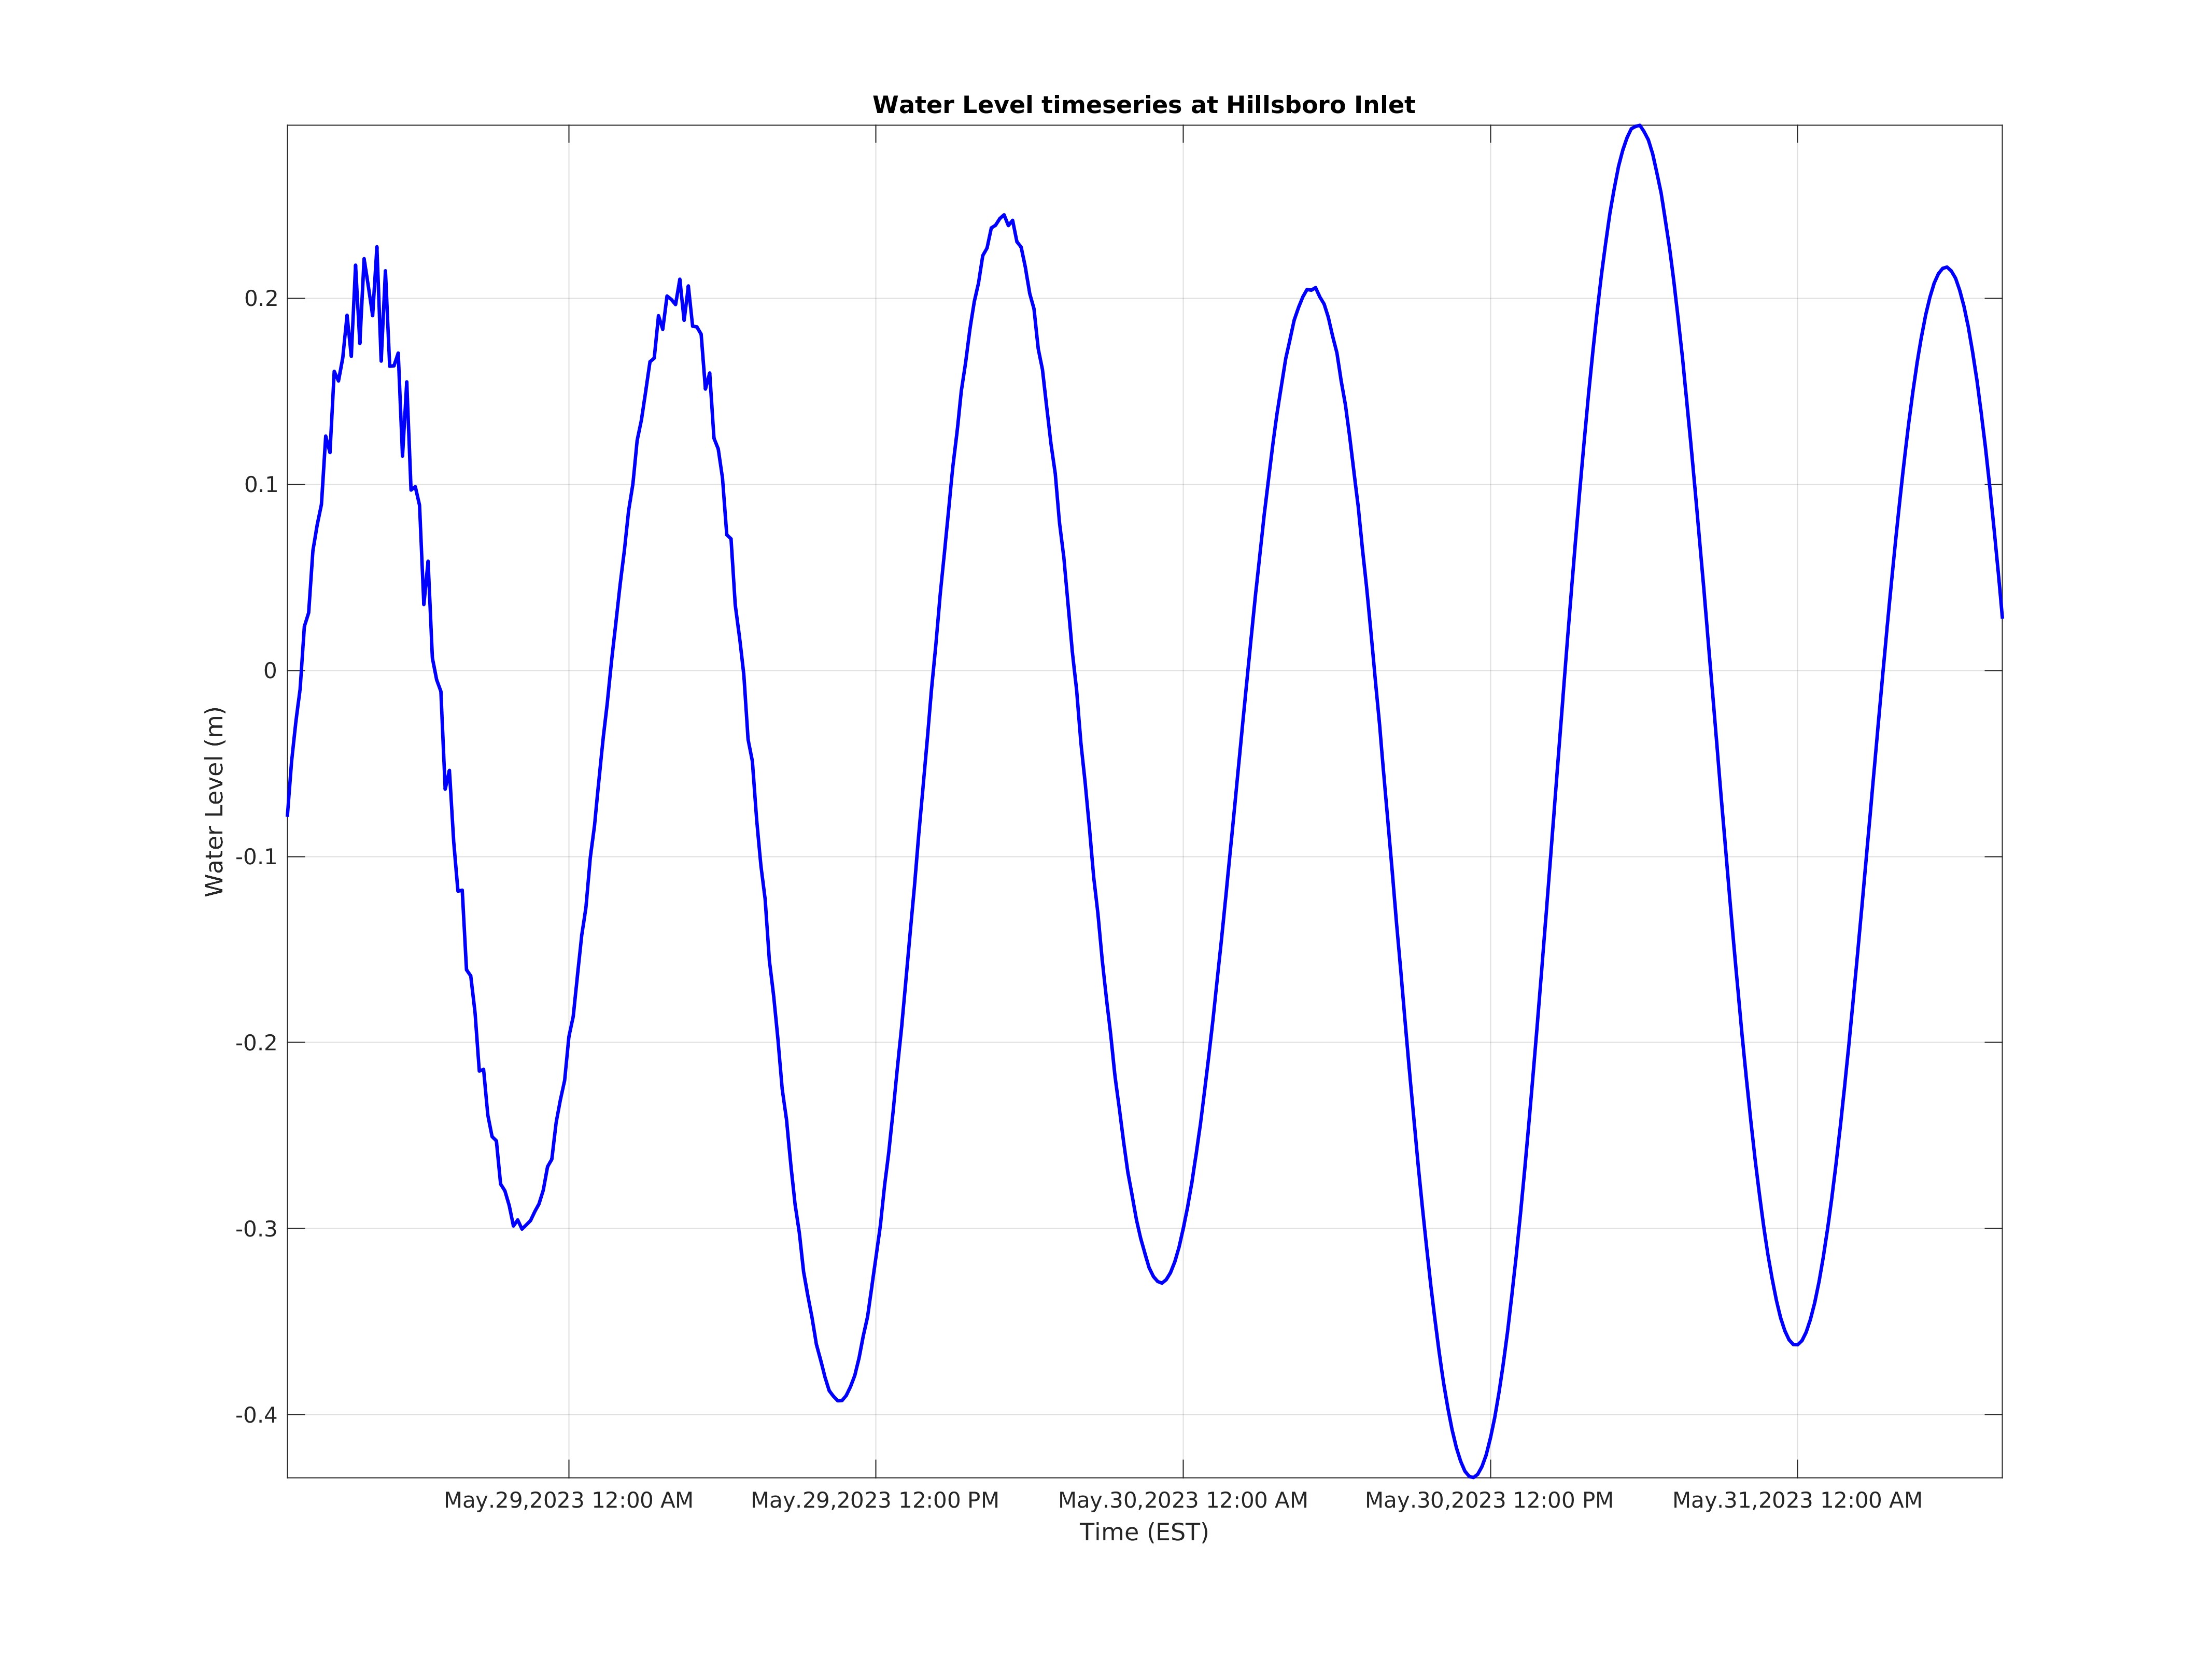 Water Level timeseries at Hillsboro Inlet
0.2
0.1
0
-0.1
-0.2
-0.3
-0.4
Water Level (m)
May.29,2023 12:00 AM May.29,2023 12:00 PM May.30,2023 12:00 AM May.30,2023 12:00 PM May.31,2023 12:00 AM
Time (EST)